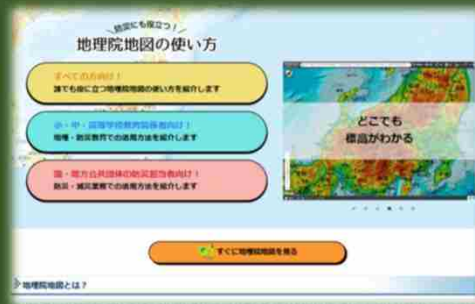 ＼防災にも役立つ！／
地理院地図の使い方
すべての方向け！
誰でも役に立つ地理院地図の使い方を紹介します
小・中・高等学校教育関係者向け！
地理・防災教育での活用方法を紹介します
国・地方公共団体の防災担当者向け！
防災・減災業務での活用方法を紹介します
どこでも
標高がわかる
すぐに地理院地図を見る
地理院地図とは？